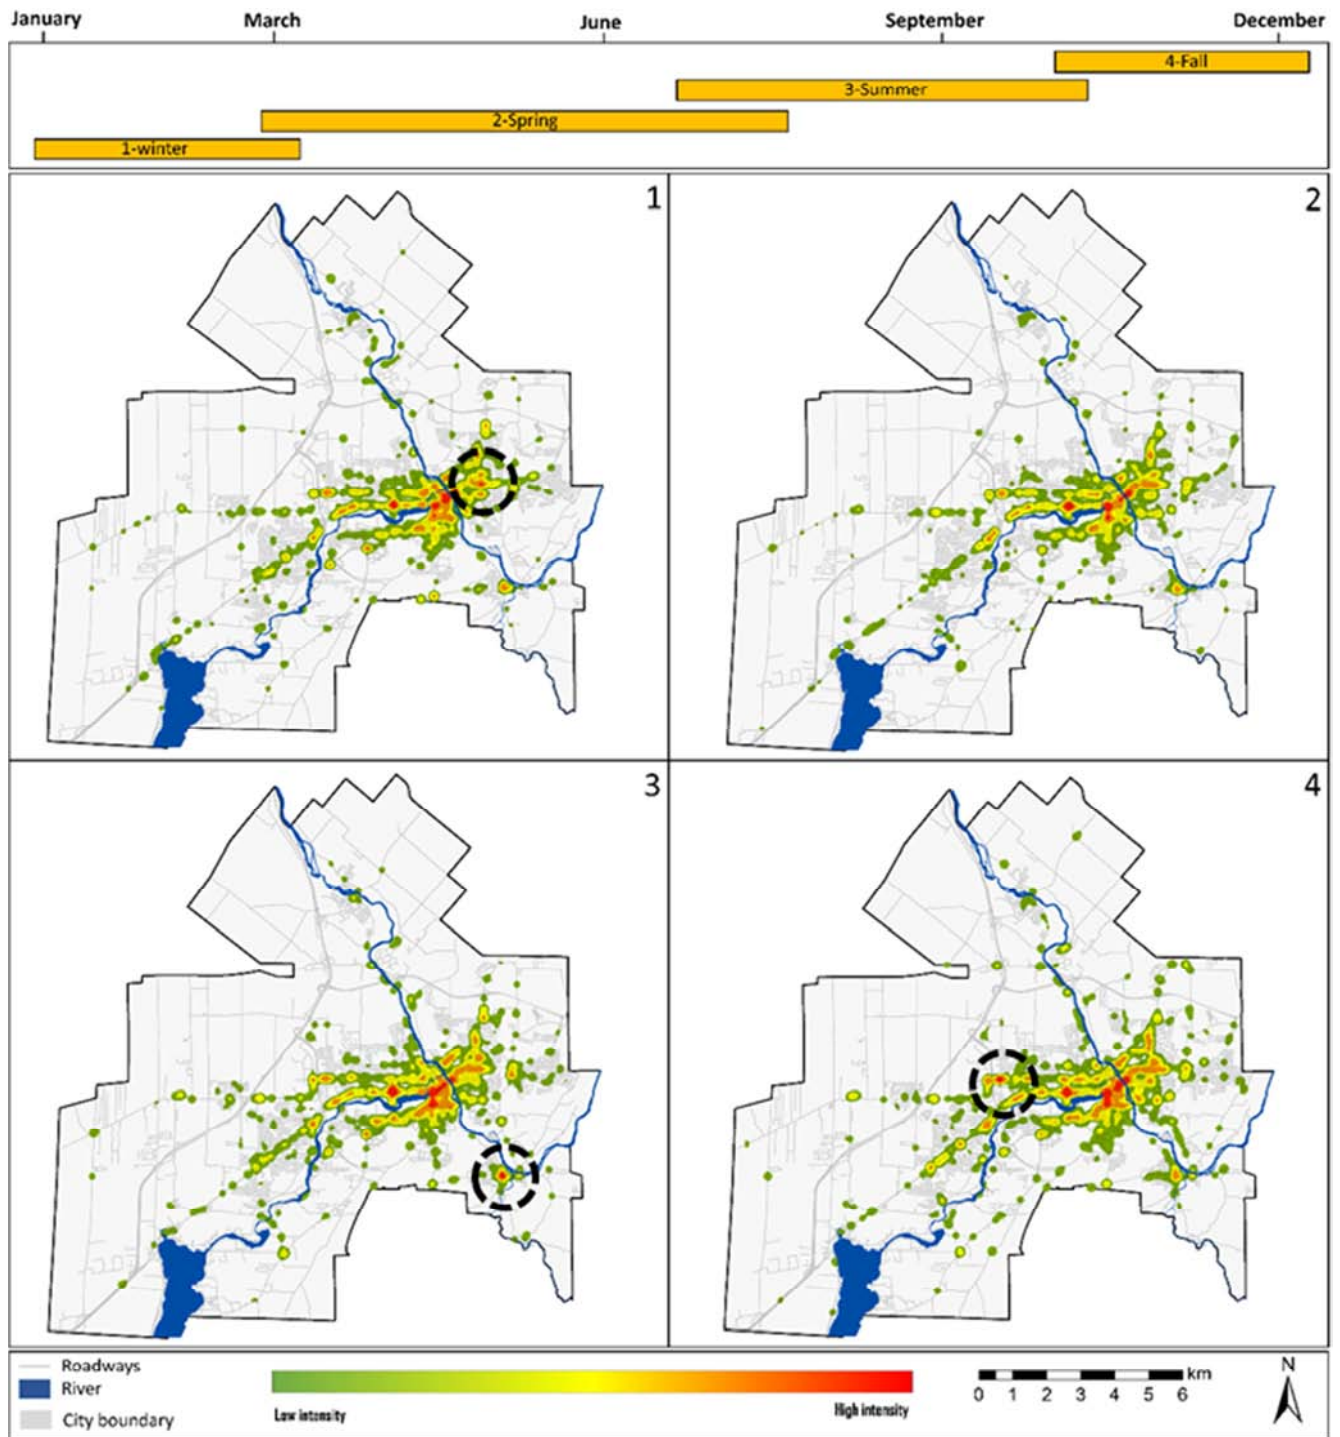 January March June September December
4-Fall
3-Summer
2-Spring
1-winter
1
2
3
4
Roadways
River
City boundary
Low intensity
High intensity
km
0 1 2 3 4 5 6
N